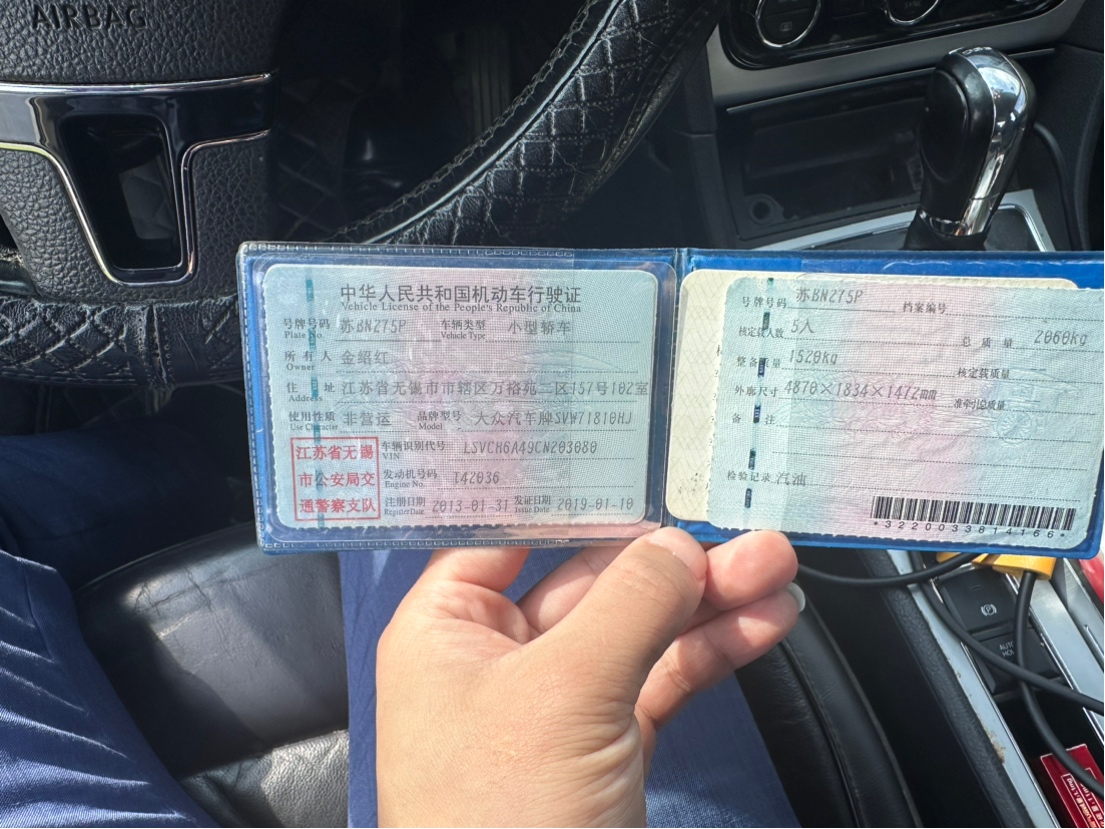 AIRBAG
中华人民共和国机动车行驶证
Vehicle License of the People's Republic of China
号牌号码 苏BN275P 车辆类型 小型轿车
Plate No. Vehicle Type
所有人 金绍红
Owner
住址 江苏省无锡市市辖区万裕苑二区157号102室
Address
使用性质 非营运 品牌型号 大众汽车牌SVW71810HJ
Use Character Model
江苏省无锡
市公安局交
通警察支队
车辆识别代号 LSVCH6A49CN203080
VIN
发动机号码 T42036
Engine No.
注册日期 2013-01-31 发证日期 2019-01-10
Register Date Issue Date
号牌号码 苏BN275P 档案编号
核定载人数 5人 总质量 2060kg
整备质量 1520kg 核定载质量
外廓尺寸 4870×1834×1472mm 准牵引总质量
备注
检验记录 汽油
*3220033814166*
AUTO